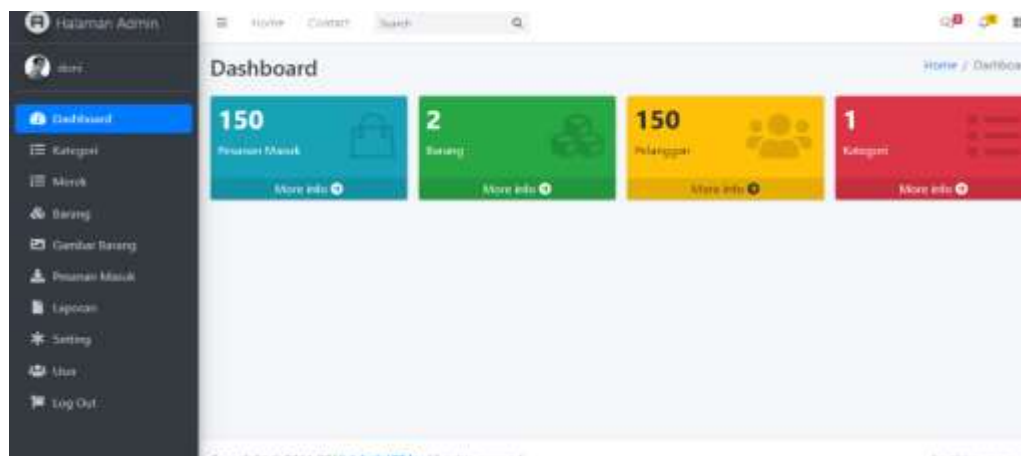 Halaman Admin
Home Contact Search
Dashboard
Home / Dashboa
150
Pesanan Masuk
More info
2
Barang
More info
150
Pelanggan
More info
1
Kategori
More info
Dashboard
Kategori
Merek
Barang
Gambar Barang
Pesanan Masuk
Laporan
Setting
User
Log Out